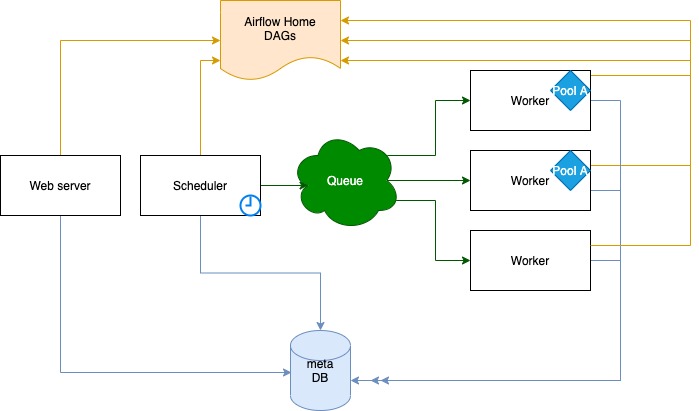 Airflow Home
DAGs
Worker
Pool A
Web server
Scheduler
Queue
Worker
Pool A
Worker
meta
DB